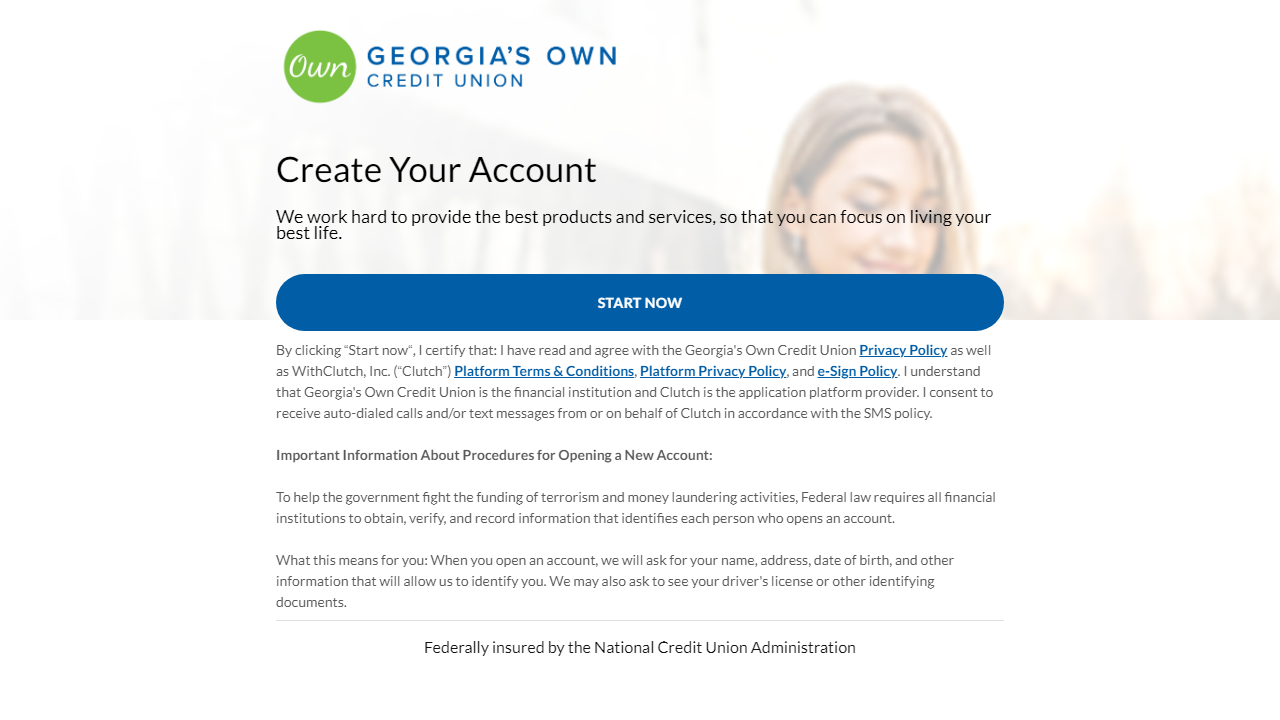 Own
GEORGIA'S OWN
CREDIT UNION
Create Your Account
We work hard to provide the best products and services, so that you can focus on living your
best life.
START NOW
By clicking “Start now“, I certify that: I have read and agree with the Georgia's Own Credit Union Privacy Policy as well
as WithClutch, Inc. (“Clutch”) Platform Terms & Conditions, Platform Privacy Policy, and e-Sign Policy. I understand
that Georgia's Own Credit Union is the financial institution and Clutch is the application platform provider. I consent to
receive auto-dialed calls and/or text messages from or on behalf of Clutch in accordance with the SMS policy.
Important Information About Procedures for Opening a New Account:
To help the government fight the funding of terrorism and money laundering activities, Federal law requires all financial
institutions to obtain, verify, and record information that identifies each person who opens an account.
What this means for you: When you open an account, we will ask for your name, address, date of birth, and other
information that will allow us to identify you. We may also ask to see your driver's license or other identifying
documents.
Federally insured by the National Credit Union Administration